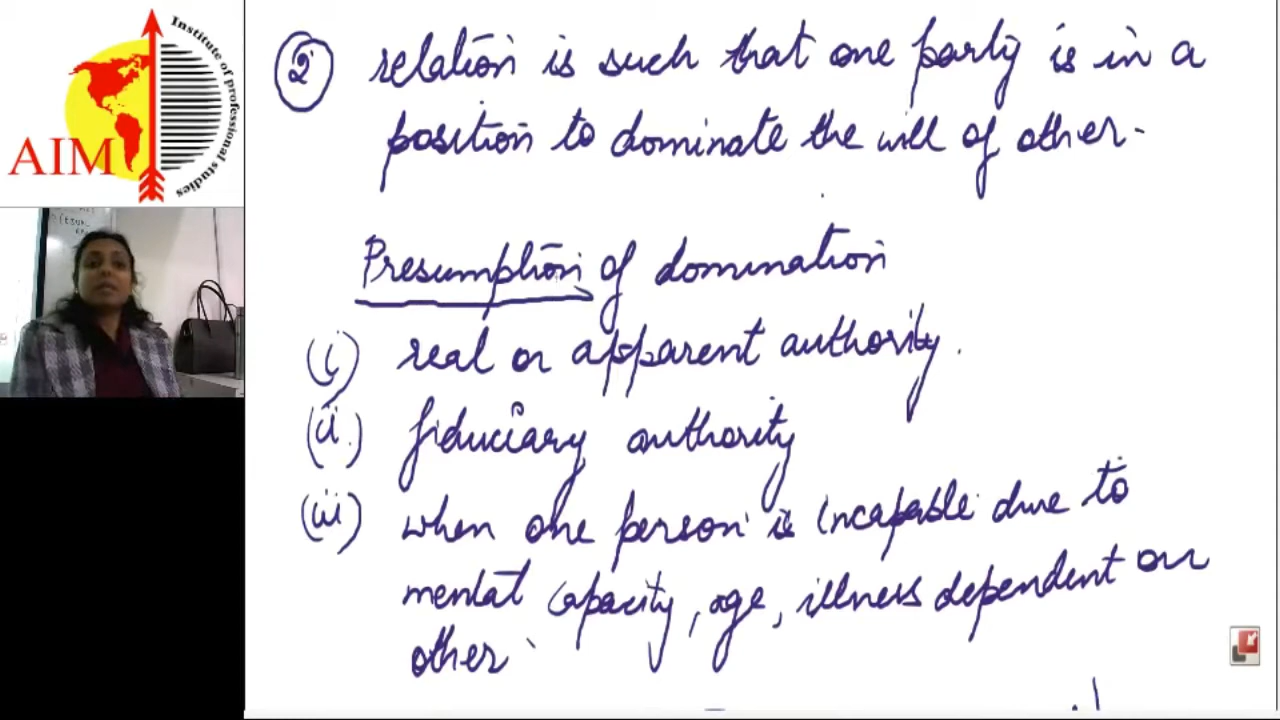 AIM
Institute of professional studies
② relation is such that one party is in a
position to dominate the will of other.
Presumption of domination
(i) real or apparent authority.
(ii) fiduciary authority
(iii) when one person is incapable due to
mental capacity, age, illness dependent on
other